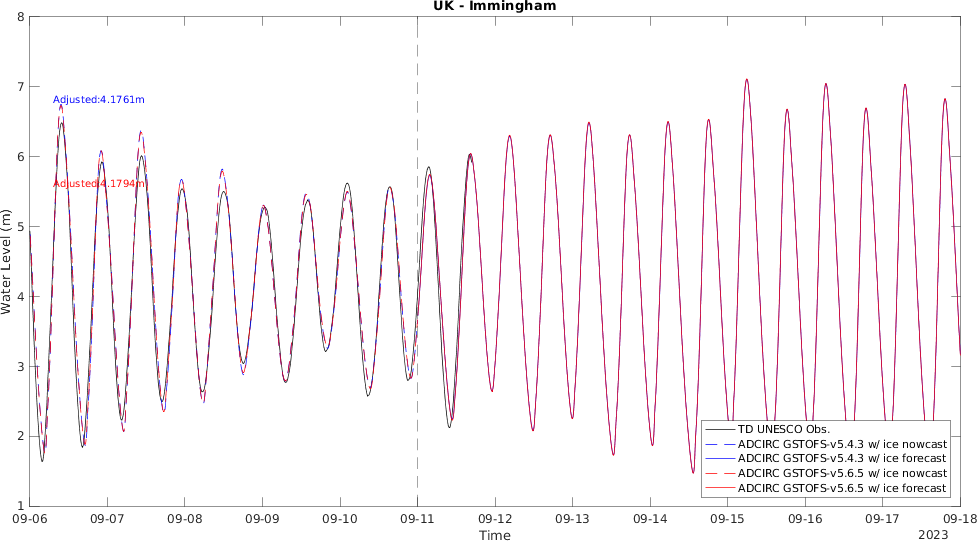 UK - Immingham
8
7
6
5
4
3
2
1
Water Level (m)
Adjusted:4.1761m
Adjusted:4.1794m
TD UNESCO Obs.
ADCIRC GSTOFS-v5.4.3 w/ ice nowcast
ADCIRC GSTOFS-v5.4.3 w/ ice forecast
ADCIRC GSTOFS-v5.6.5 w/ ice nowcast
ADCIRC GSTOFS-v5.6.5 w/ ice forecast
09-06 09-07 09-08 09-09 09-10 09-11 09-12 09-13 09-14 09-15 09-16 09-17 09-18
Time
2023